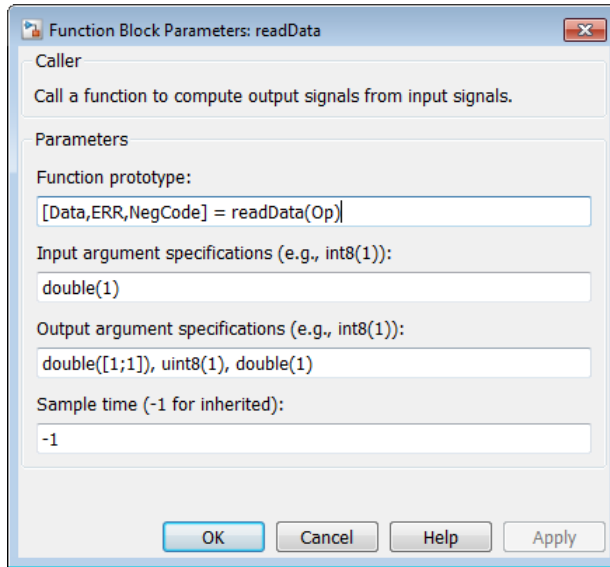 Function Block Parameters: readData
Caller
Call a function to compute output signals from input signals.
Parameters
Function prototype:
[Data,ERR,NegCode] = readData(Op)
Input argument specifications (e.g., int8(1)):
double(1)
Output argument specifications (e.g., int8(1)):
double([1;1]), uint8(1), double(1)
Sample time (-1 for inherited):
-1
OK Cancel Help Apply